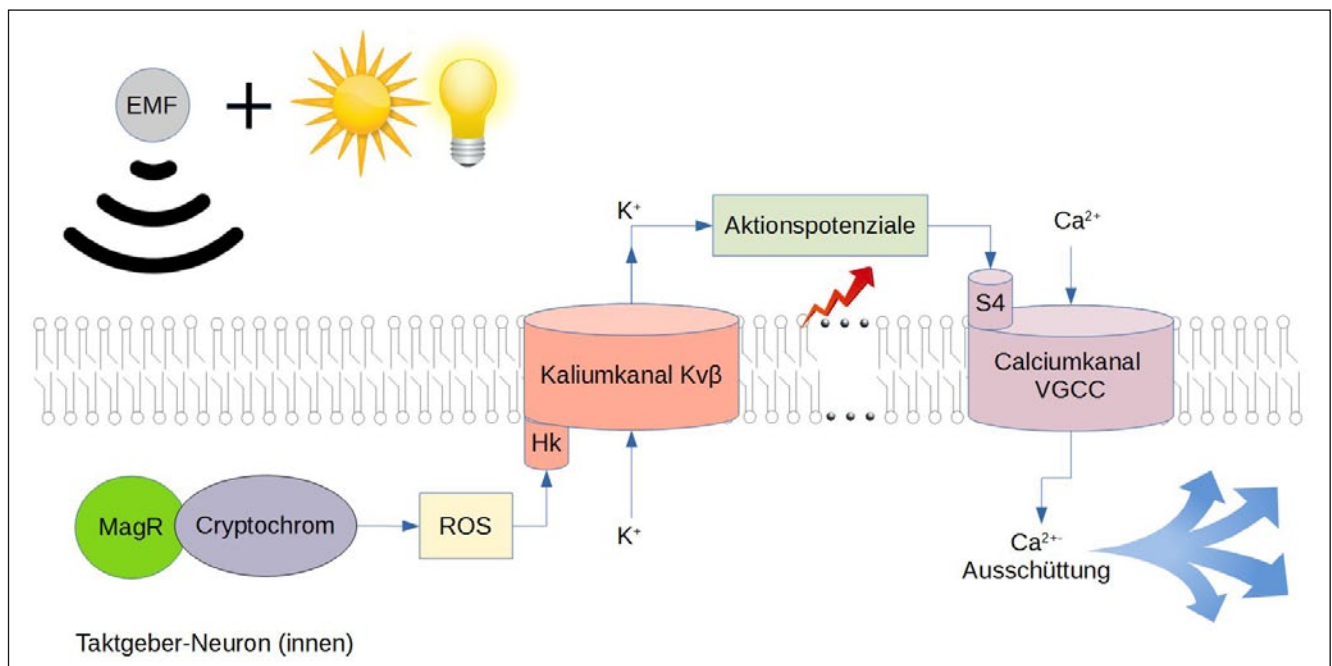 EMF
K⁺
Aktionspotenziale
Ca²⁺
S4
Kaliumkanal Kvβ
Calciumkanal
VGCC
Hk
MagR
Cryptochrom
ROS
K⁺
Ca²⁺-
Ausschüttung
Taktgeber-Neuron (innen)